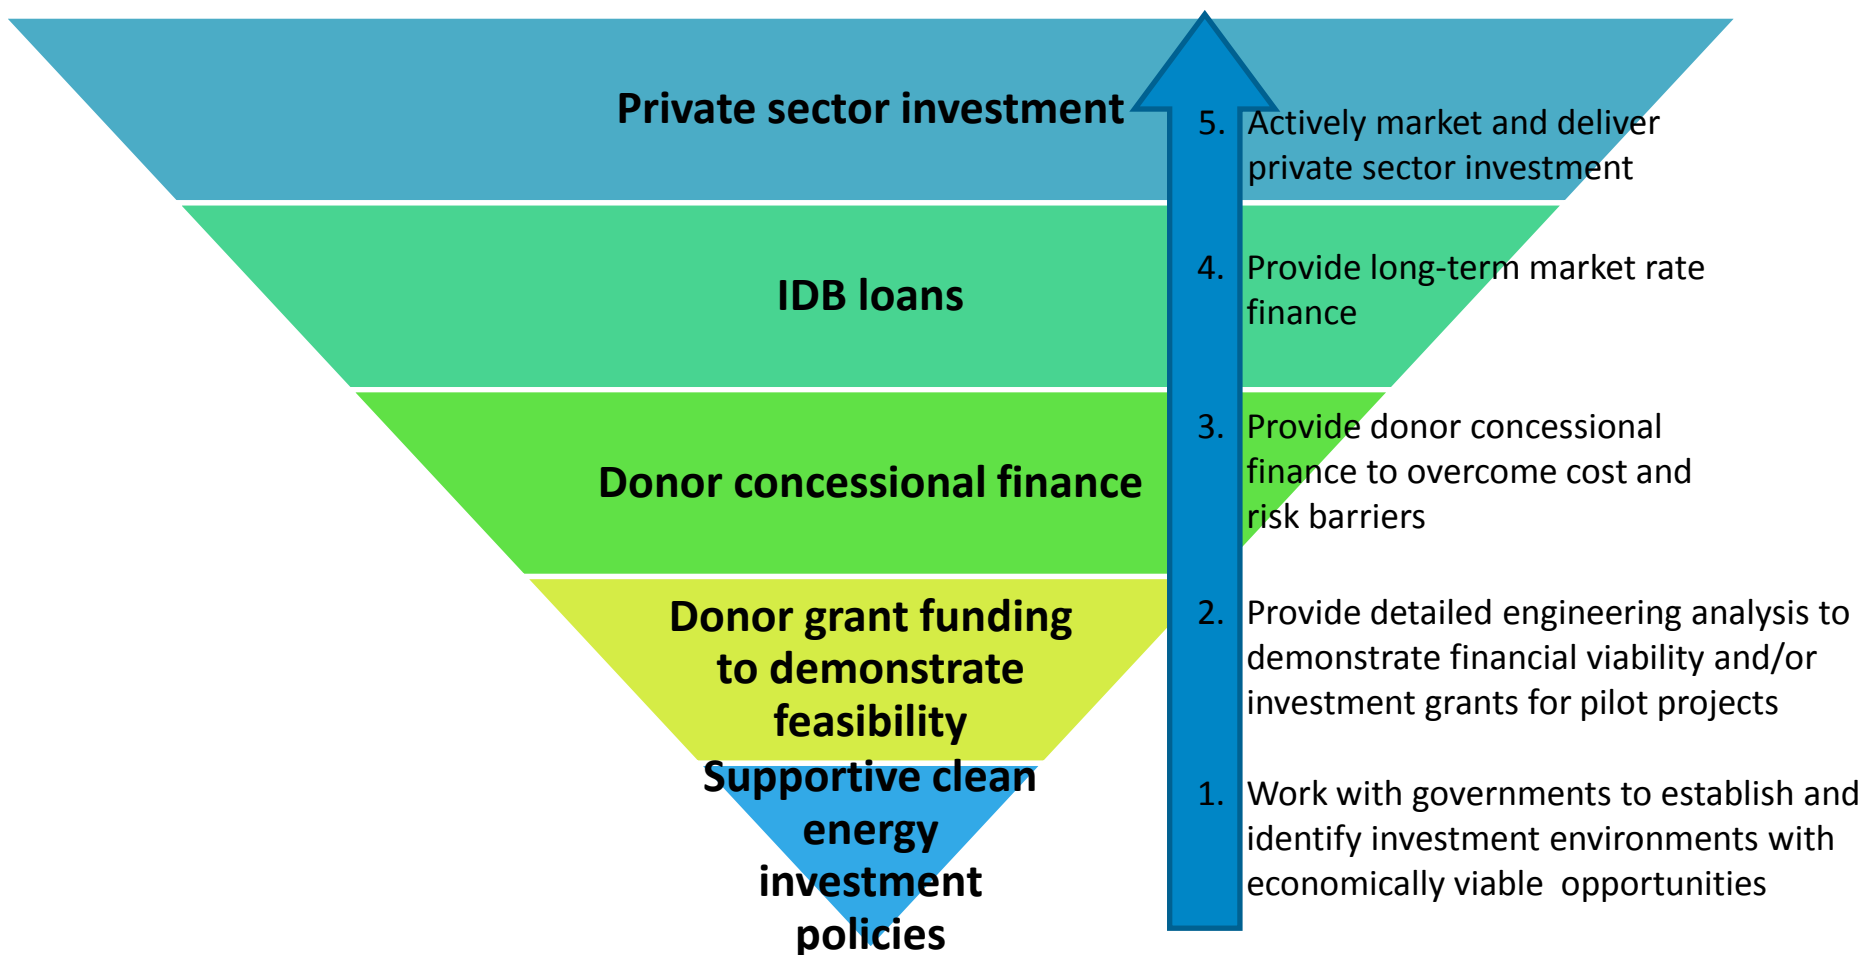 Private sector investment
5. Actively market and deliver
private sector investment
IDB loans
4. Provide long-term market rate
finance
Donor concessional finance
3. Provide donor concessional
finance to overcome cost and
risk barriers
Donor grant funding
to demonstrate
feasibility
2. Provide detailed engineering analysis to
demonstrate financial viability and/or
investment grants for pilot projects
Supportive clean
energy
investment
policies
1. Work with governments to establish and
identify investment environments with
economically viable  opportunities